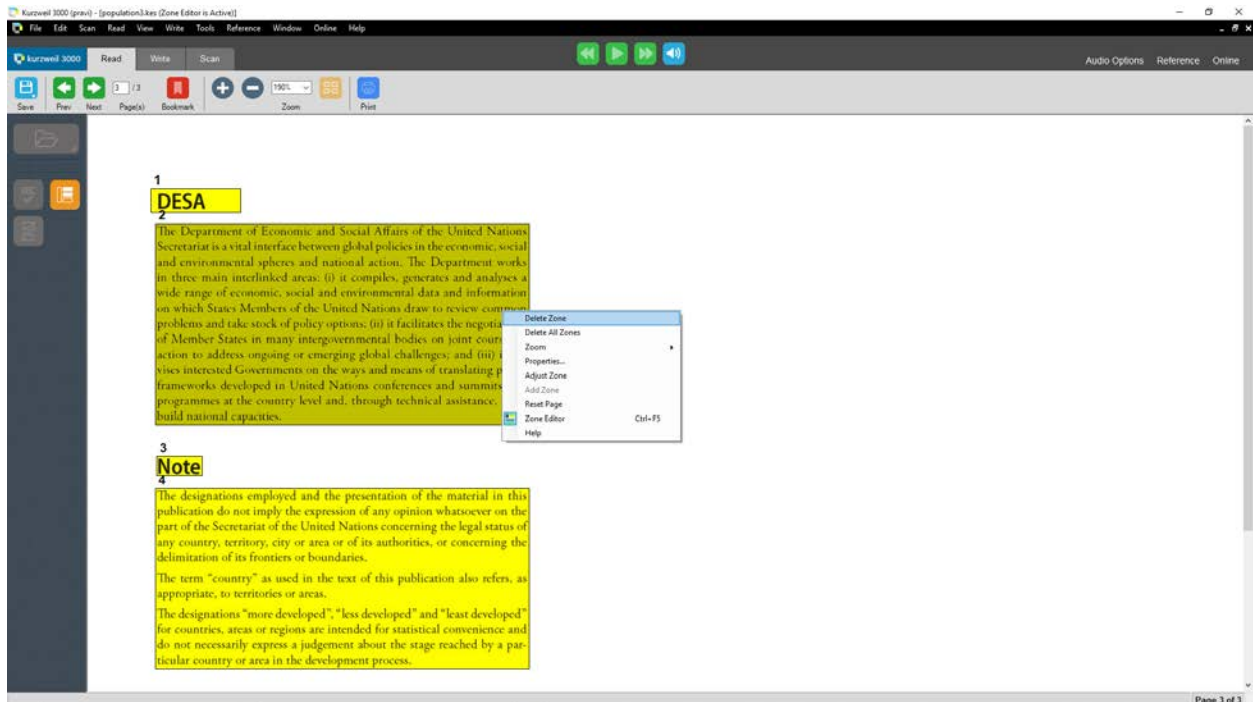 Kurzweil 3000 (pravi) - [population3.kes (Zone Editor is Active)]
File Edit Scan Read View Write Tools Reference Window Online Help
kurzweil 3000 Read Write Scan Audio Options Reference Online
3 /3 190%
Save Prev Next Page(s) Bookmark Zoom Print
1
DESA
2
The Department of Economic and Social Affairs of the United Nations
Secretariat is a vital interface between global policies in the economic, social
and environmental spheres and national action. The Department works
in three main interlinked areas: (i) it compiles, generates and analyses a
wide range of economic, social and environmental data and information
on which States Members of the United Nations draw to review common
problems and take stock of policy options; (ii) it facilitates the negotia
of Member States in many intergovernmental bodies on joint cour
action to address ongoing or emerging global challenges; and (iii) i
vises interested Governments on the ways and means of translating p
frameworks developed in United Nations conferences and summits
programmes at the country level and, through technical assistance,
build national capacities.
Delete Zone
Delete All Zones
Zoom
Properties...
Adjust Zone
Add Zone
Reset Page
Zone Editor Ctrl+F5
Help
3
Note
4
The designations employed and the presentation of the material in this
publication do not imply the expression of any opinion whatsoever on the
part of the Secretariat of the United Nations concerning the legal status of
any country, territory, city or area or of its authorities, or concerning the
delimitation of its frontiers or boundaries.
The term “country” as used in the text of this publication also refers, as
appropriate, to territories or areas.
The designations “more developed”, “less developed” and “least developed”
for countries, areas or regions are intended for statistical convenience and
do not necessarily express a judgement about the stage reached by a par-
ticular country or area in the development process.
Page 3 of 3